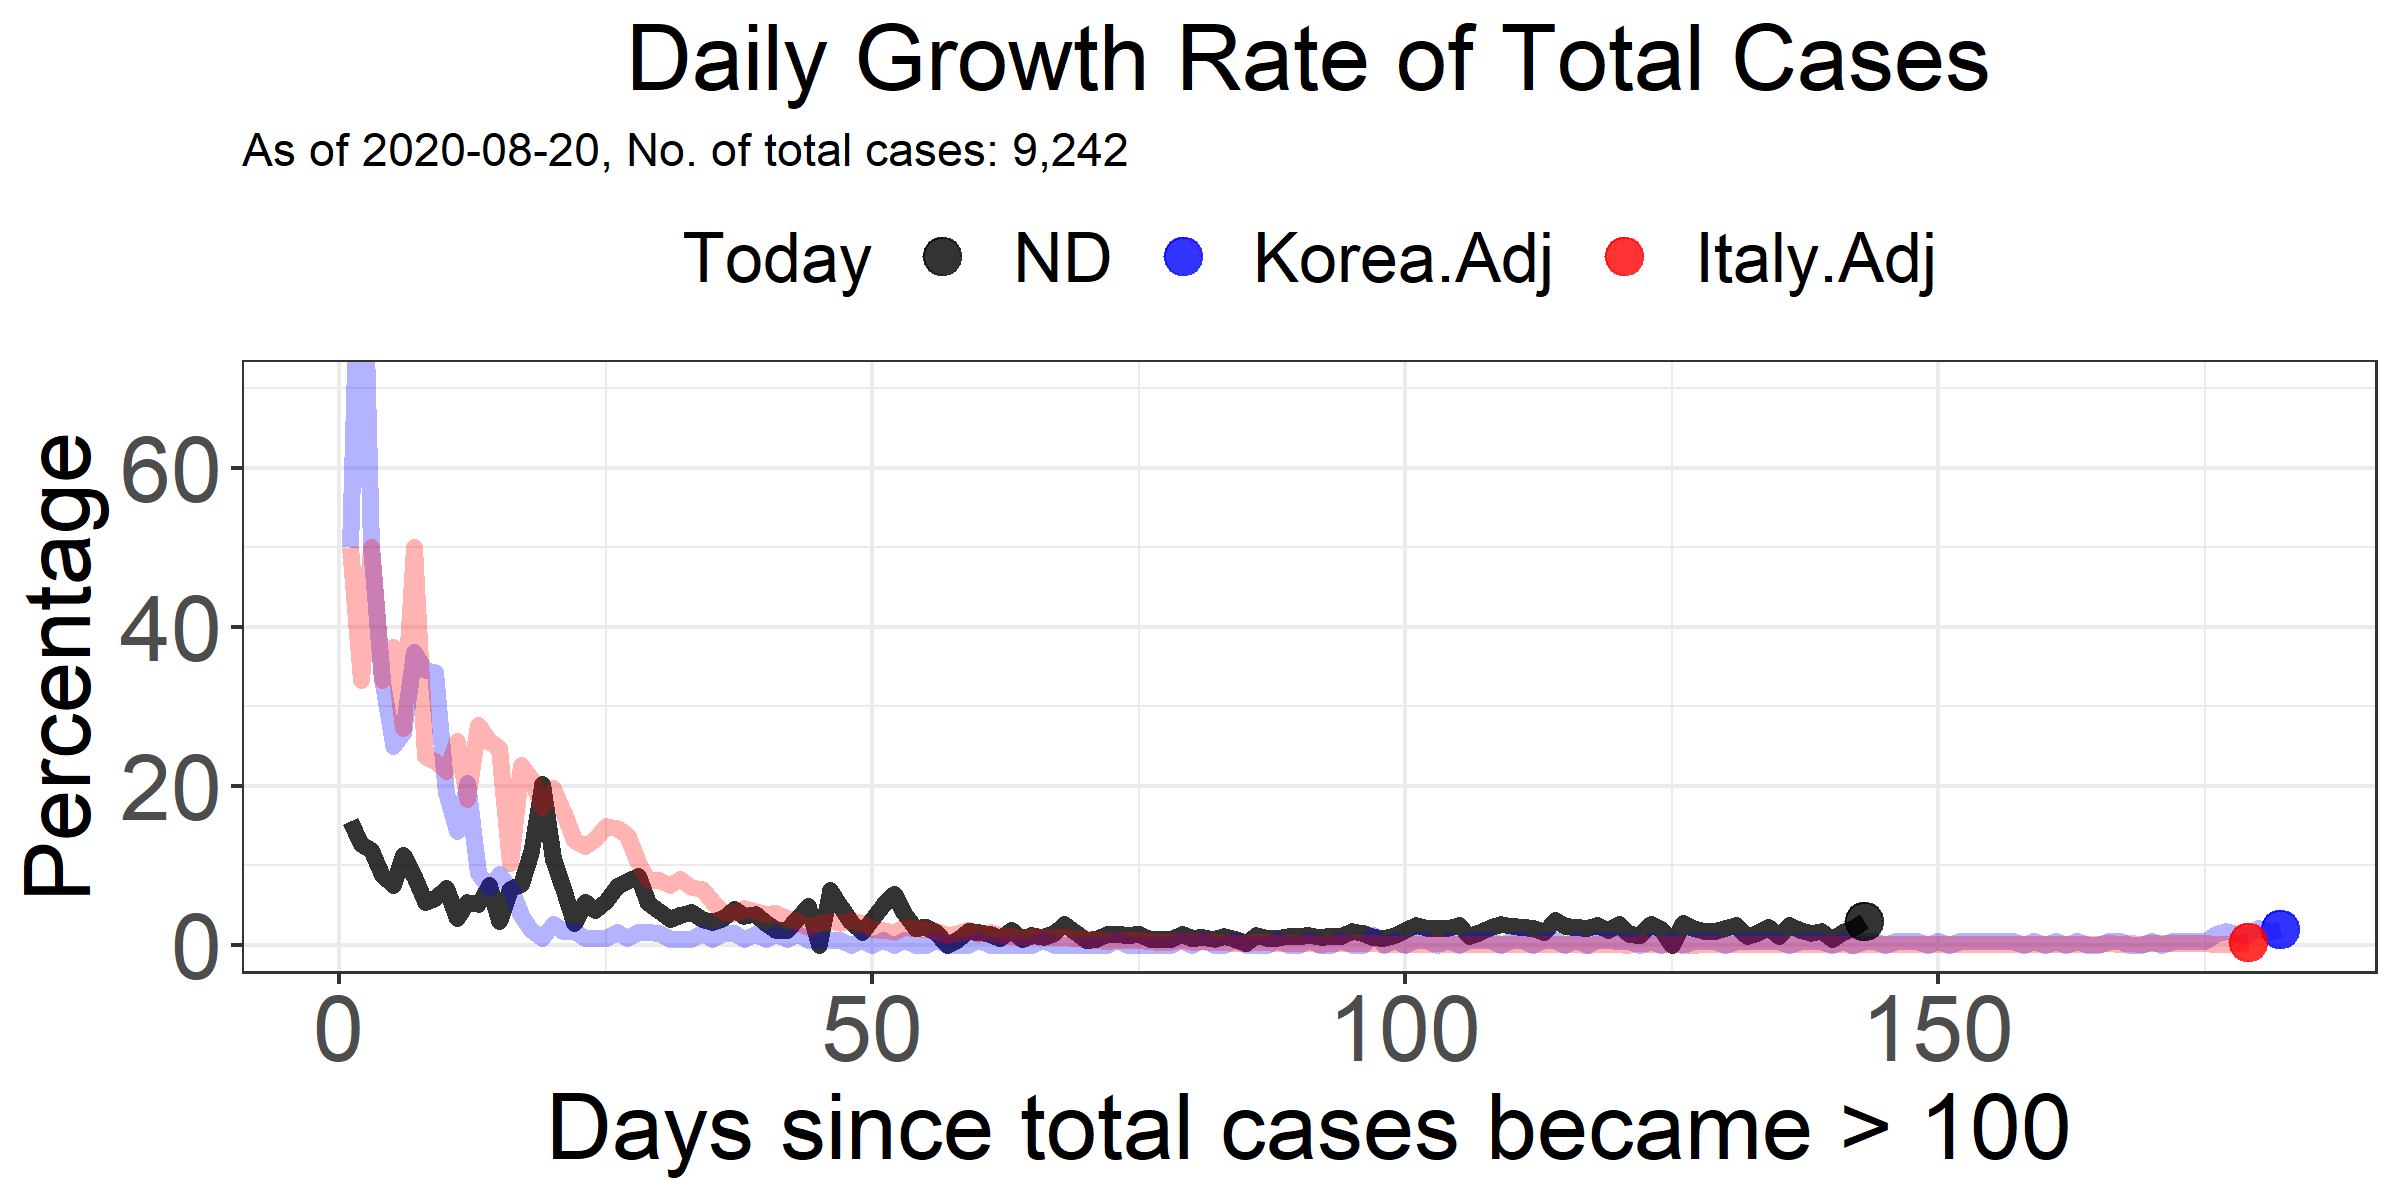 Daily Growth Rate of Total Cases
As of 2020-08-20, No. of total cases: 9,242
Today ND Korea.Adj Italy.Adj
Percentage
60
40
20
0
0 50 100 150
Days since total cases became > 100